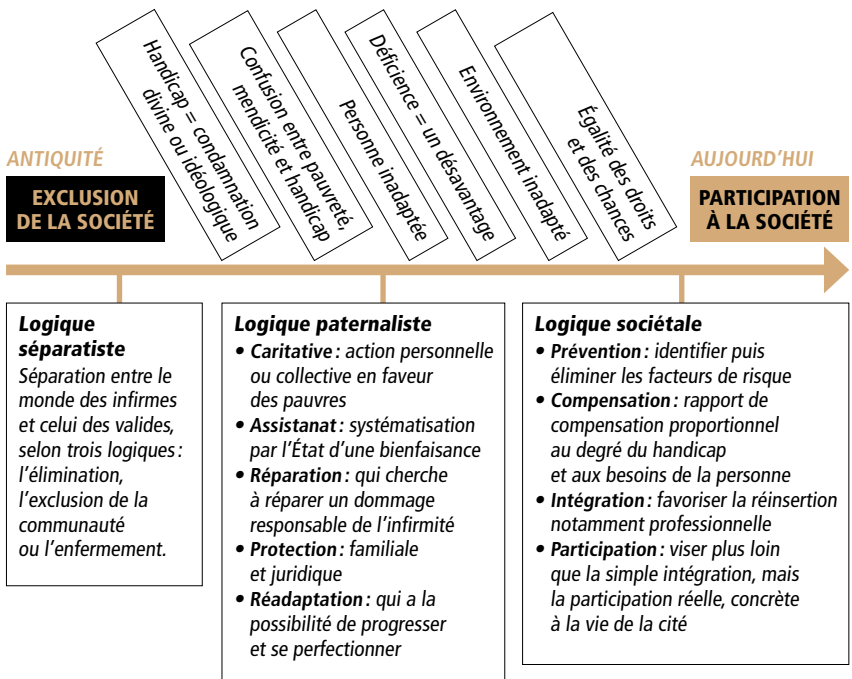 Handicap = condamnation
divine ou idéologique
Confusion entre pauvreté,
mendicité et handicap
Personne inadaptée
Déficience = un désavantage
Environnement inadapté
Égalité des droits
et des chances
ANTIQUITÉ
EXCLUSION
DE LA SOCIÉTÉ
AUJOURD’HUI
PARTICIPATION
À LA SOCIÉTÉ
Logique
séparatiste
Séparation entre le
monde des infirmes
et celui des valides,
selon trois logiques :
l’élimination,
l’exclusion de la
communauté
ou l’enfermement.
Logique paternaliste
• Caritative : action personnelle
ou collective en faveur
des pauvres
• Assistanat : systématisation
par l’État d’une bienfaisance
• Réparation : qui cherche
à réparer un dommage
responsable de l’infirmité
• Protection : familiale
et juridique
• Réadaptation : qui a la
possibilité de progresser
et se perfectionner
Logique sociétale
• Prévention : identifier puis
éliminer les facteurs de risque
• Compensation : rapport de
compensation proportionnel
au degré du handicap
et aux besoins de la personne
• Intégration : favoriser la réinsertion
notamment professionnelle
• Participation : viser plus loin
que la simple intégration, mais
la participation réelle, concrète
à la vie de la cité